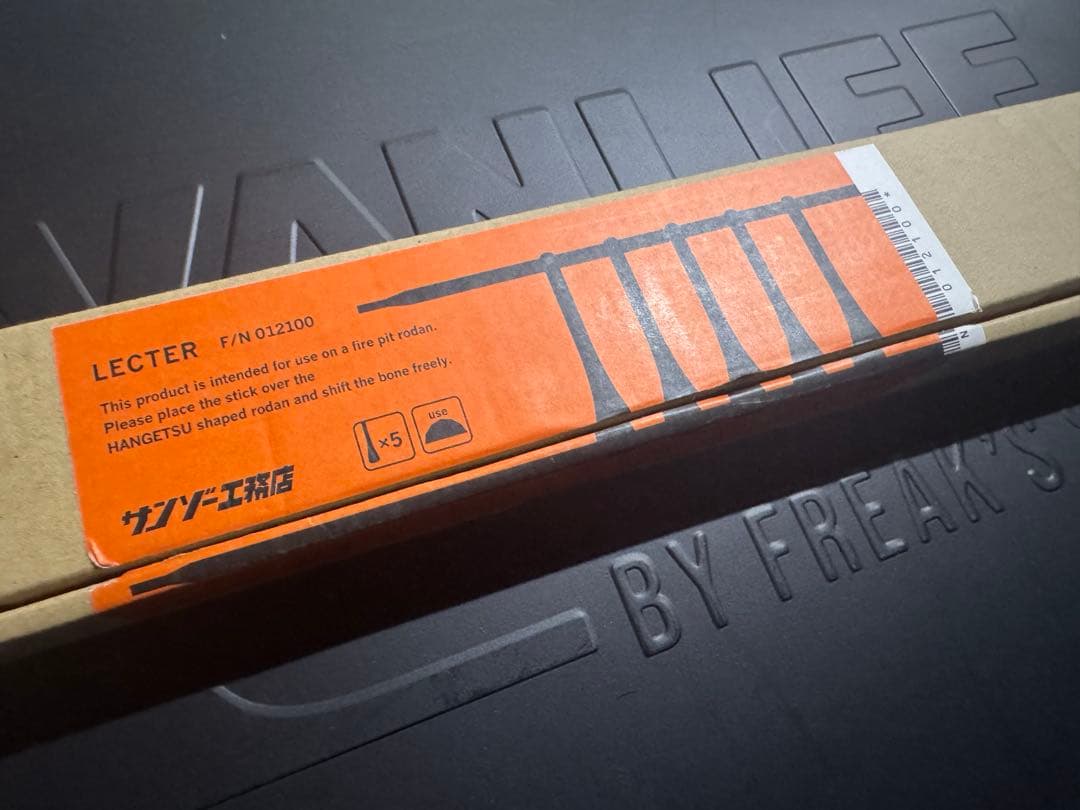 VANLIFE
LECTER F/N 012100
This product is intended for use on a fire pit rodan.
Please place the stick over the
HANGETSU shaped rodan and shift the bone freely.
×5
use
サンゾー工務店
012100*
N
BY FREAK'S